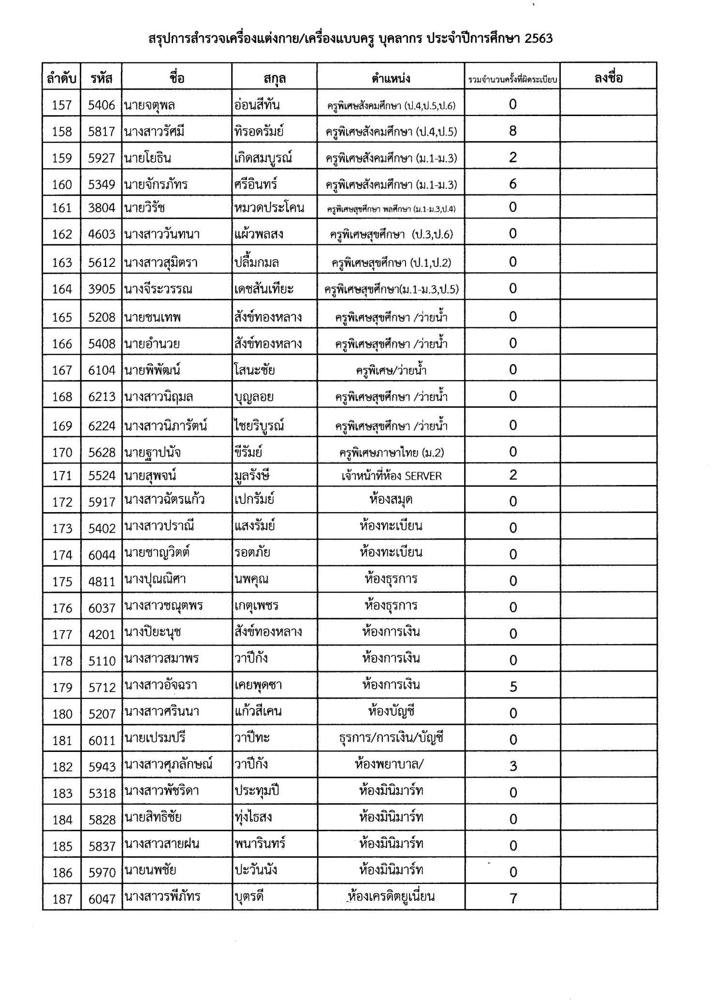 สรุปการสำรวจเครื่องแต่งกาย/เครื่องแบบครู บุคลากร ประจำปีการศึกษา 2563
ลำดับ รหัส ชื่อ สกุล ตำแหน่ง รวมจำนวนครั้งที่ผิดระเบียบ ลงชื่อ
157 5406 นายจตุพล อ่อนสีทัน ครูพิเศษสังคมศึกษา (ป.4,ป.5,ป.6) 0
158 5817 นางสาวรัศมี ทิรอดรัมย์ ครูพิเศษสังคมศึกษา (ป.4,ป.5) 8
159 5927 นายโยธิน เกิดสมบูรณ์ ครูพิเศษสังคมศึกษา (ม.1-ม.3) 2
160 5349 นายจักรภัทร ศรีอินทร์ ครูพิเศษสังคมศึกษา (ม.1-ม.3) 6
161 3804 นายวิรัช หมวดประโคน ครูพิเศษสุขศึกษา พลศึกษา (ม.1-ม.3,ป.4) 0
162 4603 นางสาววันทนา แผ้วพลสง ครูพิเศษสุขศึกษา (ป.3,ป.6) 0
163 5612 นางสาวสุมิตรา ปลื้มกมล ครูพิเศษสุขศึกษา (ป.1,ป.2) 0
164 3905 นางจีระวรรณ เดชสันเทียะ ครูพิเศษสุขศึกษา(ม.1-ม.3,ป.5) 0
165 5208 นายชนเทพ สังข์ทองหลาง ครูพิเศษสุขศึกษา /ว่ายน้ำ 0
166 5408 นายอำนวย สังข์ทองหลาง ครูพิเศษสุขศึกษา /ว่ายน้ำ 0
167 6104 นายพิพัฒน์ โสนะชัย ครูพิเศษ/ว่ายน้ำ 0
168 6213 นางสาวนิฤมล บุญลอย ครูพิเศษสุขศึกษา /ว่ายน้ำ 0
169 6224 นางสาวนิภารัตน์ ไชยริบูรณ์ ครูพิเศษสุขศึกษา /ว่ายน้ำ 0
170 5628 นายฐาปนัจ ขีรัมย์ ครูพิเศษภาษาไทย (ม.2) 0
171 5524 นายสุพจน์ มูลรังษี เจ้าหน้าที่ห้อง SERVER 2
172 5917 นางสาวฉัตรแก้ว เปกรัมย์ ห้องสมุด 0
173 5402 นางสาวปราณี แสงรัมย์ ห้องทะเบียน 0
174 6044 นายชาญวิตต์ รอตภัย ห้องทะเบียน 0
175 4811 นางปุณณิศา นพคุณ ห้องธุรการ 0
176 6037 นางสาวชณุตพร เกตุเพชร ห้องธุรการ 0
177 4201 นางปิยะนุช สังข์ทองหลาง ห้องการเงิน 0
178 5110 นางสาวสมาพร วาปีกัง ห้องการเงิน 0
179 5712 นางสาวอัจฉรา เคยพุดซา ห้องการเงิน 5
180 5207 นางสาวศรินนา แก้วสีเคน ห้องบัญชี 0
181 6011 นายเปรมปรี วาปีทะ ธุรการ/การเงิน/บัญชี 0
182 5943 นางสาวศุภลักษณ์ วาปีกัง ห้องพยาบาล/ 3
183 5318 นางสาวพัชริดา ประทุมปี ห้องมินิมาร์ท 0
184 5828 นายสิทธิชัย ทุ่งไธสง ห้องมินิมาร์ท 0
185 5837 นางสาวสายฝน พนารินทร์ ห้องมินิมาร์ท 0
186 5970 นายนพชัย ปะวันนัง ห้องมินิมาร์ท 0
187 6047 นางสาวรพีภัทร บุตรดี ห้องเครดิตยูเนี่ยน 7